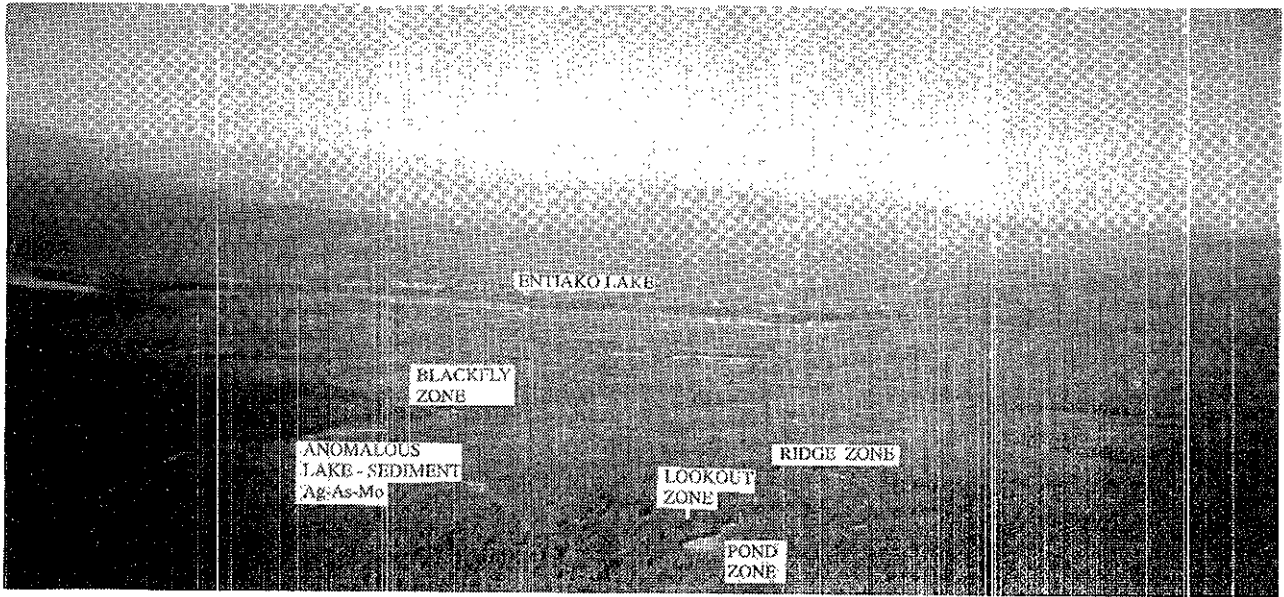 ENTIAKO LAKE
BLACKFLY
ZONE
ANOMALOUS
LAKE - SEDIMENT
Ag-As-Mo
RIDGE ZONE
LOOKOUT
ZONE
POND
ZONE